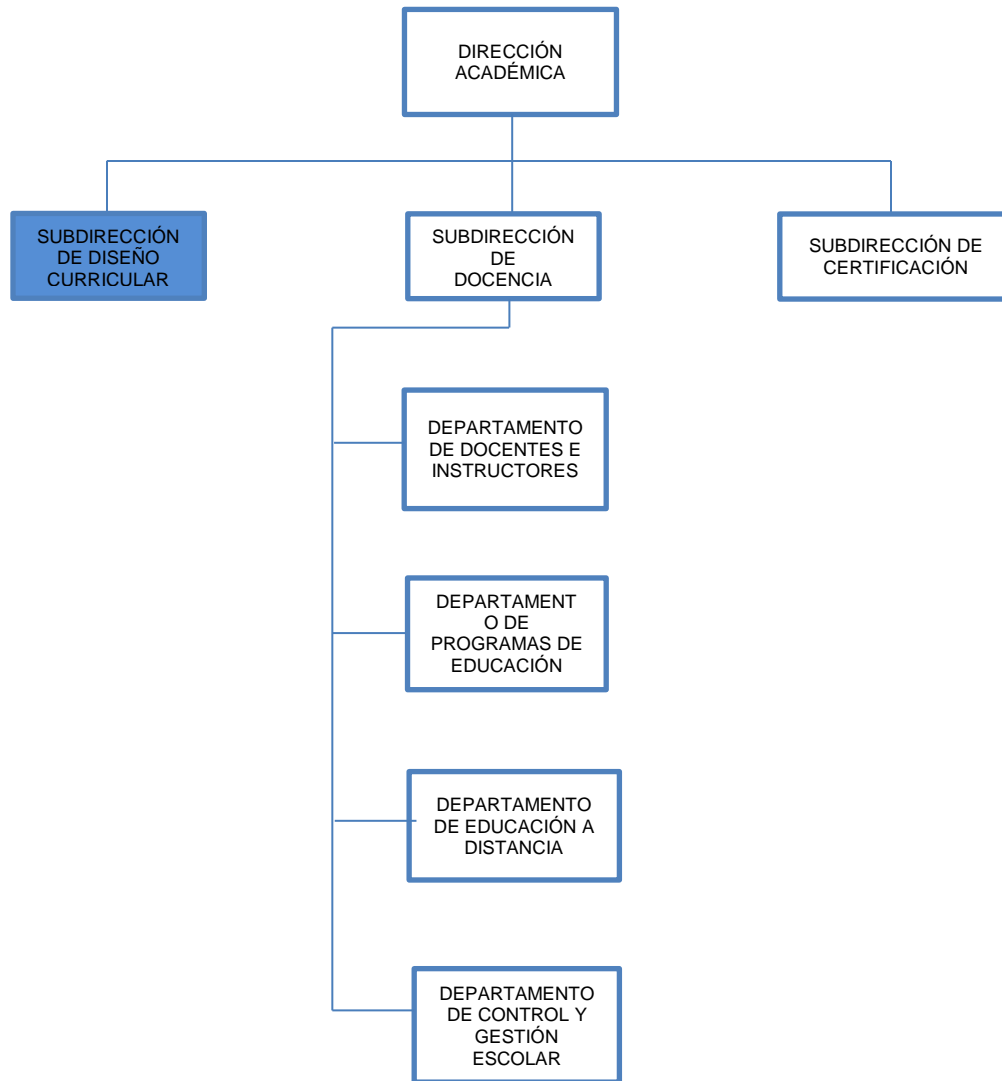 DIRECCIÓN
ACADÉMICA
SUBDIRECCIÓN
DE DISEÑO
CURRICULAR
SUBDIRECCIÓN
DE
DOCENCIA
SUBDIRECCIÓN DE
CERTIFICACIÓN
DEPARTAMENTO
DE DOCENTES E
INSTRUCTORES
DEPARTAMENT
O DE
PROGRAMAS DE
EDUCACIÓN
DEPARTAMENTO
DE EDUCACIÓN A
DISTANCIA
DEPARTAMENTO
DE CONTROL Y
GESTIÓN
ESCOLAR